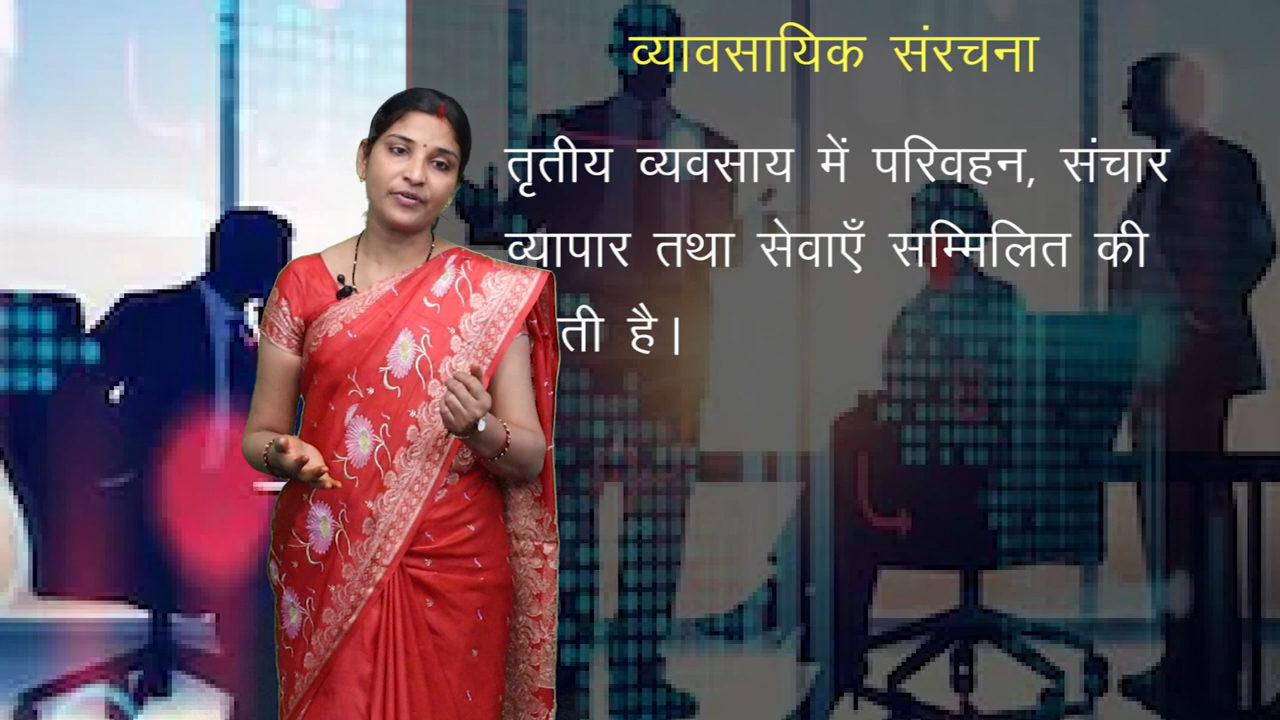 व्यावसायिक संरचना
तृतीय व्यवसाय में परिवहन, संचार
व्यापार तथा सेवाएँ सम्मिलित की
है।